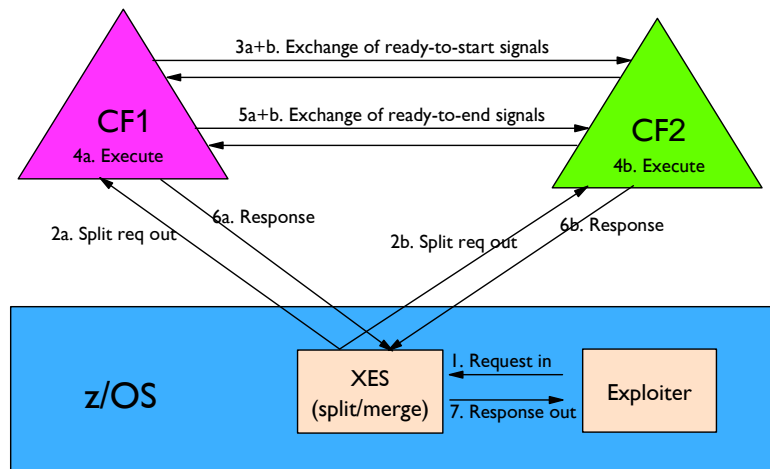 3a+b. Exchange of ready-to-start signals
CF1
5a+b. Exchange of ready-to-end signals
CF2
4a. Execute
4b. Execute
6a. Response
2a. Split req out
2b. Split req out
6b. Response
1. Request in
XES
(split/merge)
z/OS
Exploiter
7. Response out